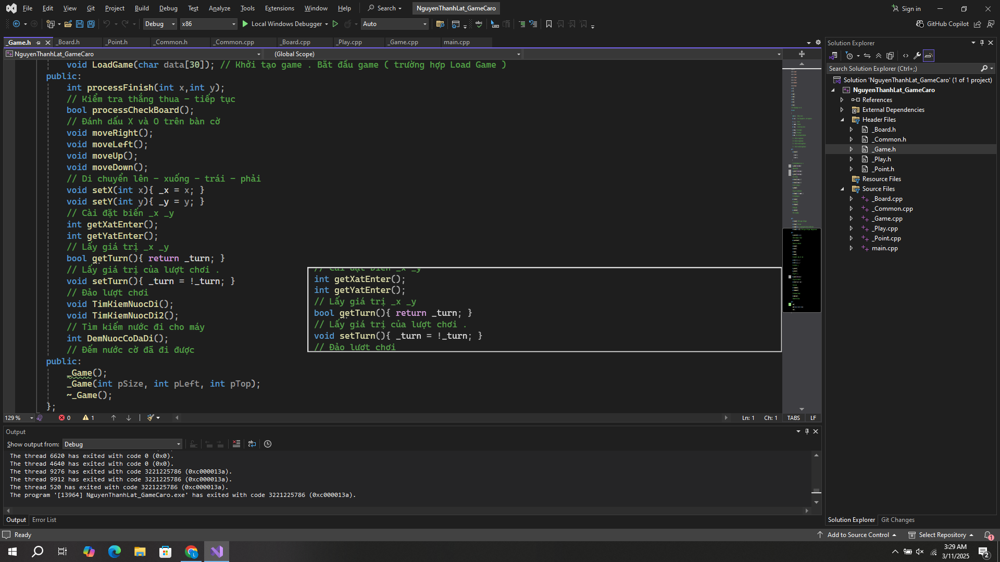 File Edit View Git Project Build Debug Test Analyze Tools Extensions Window Help Search NguyenThanhLat_GameCaro Sign in
Debug x86 Local Windows Debugger Auto GitHub Copilot
_Game.h _Board.h _Point.h _Common.h _Common.cpp _Board.cpp _Play.cpp _Game.cpp main.cpp
NguyenThanhLat_GameCaro (Global Scope)
void LoadGame(char data[30]); // Khởi tạo game . Bắt đầu game ( trường hợp Load Game )
public:
int processFinish(int x,int y);
// Kiểm tra thắng thua - tiếp tục
bool processCheckBoard();
// Đánh dấu X và O trên bàn cờ
void moveRight();
void moveLeft();
void moveUp();
void moveDown();
// Di chuyển lên - xuống - trái - phải
void setX(int x){ _x = x; }
void setY(int y){ _y = y; }
// Cài đặt biến _x _y
int getXatEnter();
int getYatEnter();
// Lấy giá trị _x _y
bool getTurn(){ return _turn; }
// Lấy giá trị của lượt chơi .
void setTurn(){ _turn = !_turn; }
// Đảo lượt chơi
void TimKiemNuocDi();
void TimKiemNuocDi2();
// Tìm kiếm nước đi cho máy
int DemNuocCoDaDi();
// Đếm nước cờ đã đi được
public:
_Game();
_Game(int pSize, int pLeft, int pTop);
~_Game();
};
// Cài đặt biến _x _y
int getXatEnter();
int getYatEnter();
// Lấy giá trị _x _y
bool getTurn(){ return _turn; }
// Lấy giá trị của lượt chơi .
void setTurn(){ _turn = !_turn; }
// Đảo lượt chơi
129 % 0 1 Ln: 1 Ch: 1 TABS LF
Output
Show output from: Debug
The thread 6620 has exited with code 0 (0x0).
The thread 4640 has exited with code 0 (0x0).
The thread 9276 has exited with code 3221225786 (0xc000013a).
The thread 9912 has exited with code 3221225786 (0xc000013a).
The thread 520 has exited with code 3221225786 (0xc000013a).
The program '[13964] NguyenThanhLat_GameCaro.exe' has exited with code 3221225786 (0xc000013a).
Output Error List
Solution Explorer
Search Solution Explorer (Ctrl+;)
Solution 'NguyenThanhLat_GameCaro' (1 of 1 project)
NguyenThanhLat_GameCaro
References
External Dependencies
Header Files
_Board.h
_Common.h
_Game.h
_Play.h
_Point.h
Resource Files
Source Files
_Board.cpp
_Common.cpp
_Game.cpp
_Play.cpp
_Point.cpp
main.cpp
Solution Explorer Git Changes
Ready Add to Source Control Select Repository 1
3:29 AM
3/11/2025
2